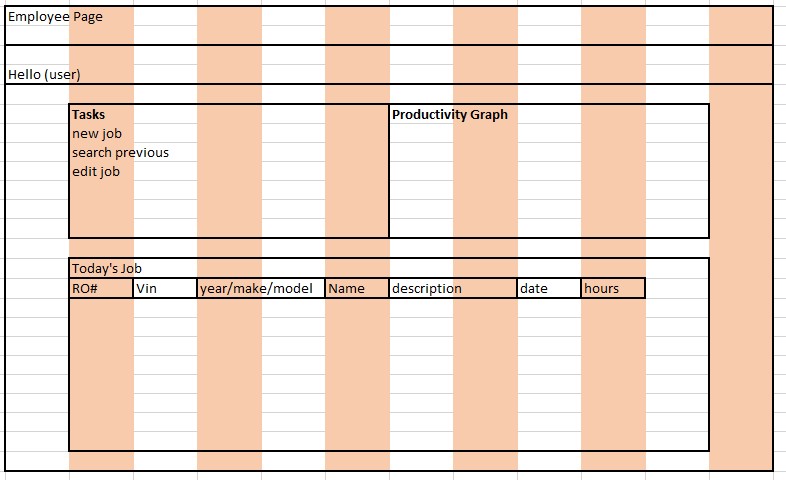 Employee Page
Hello (user)
Tasks
new job
search previous
edit job
Productivity Graph
Today's Job
RO# Vin year/make/model Name description date hours